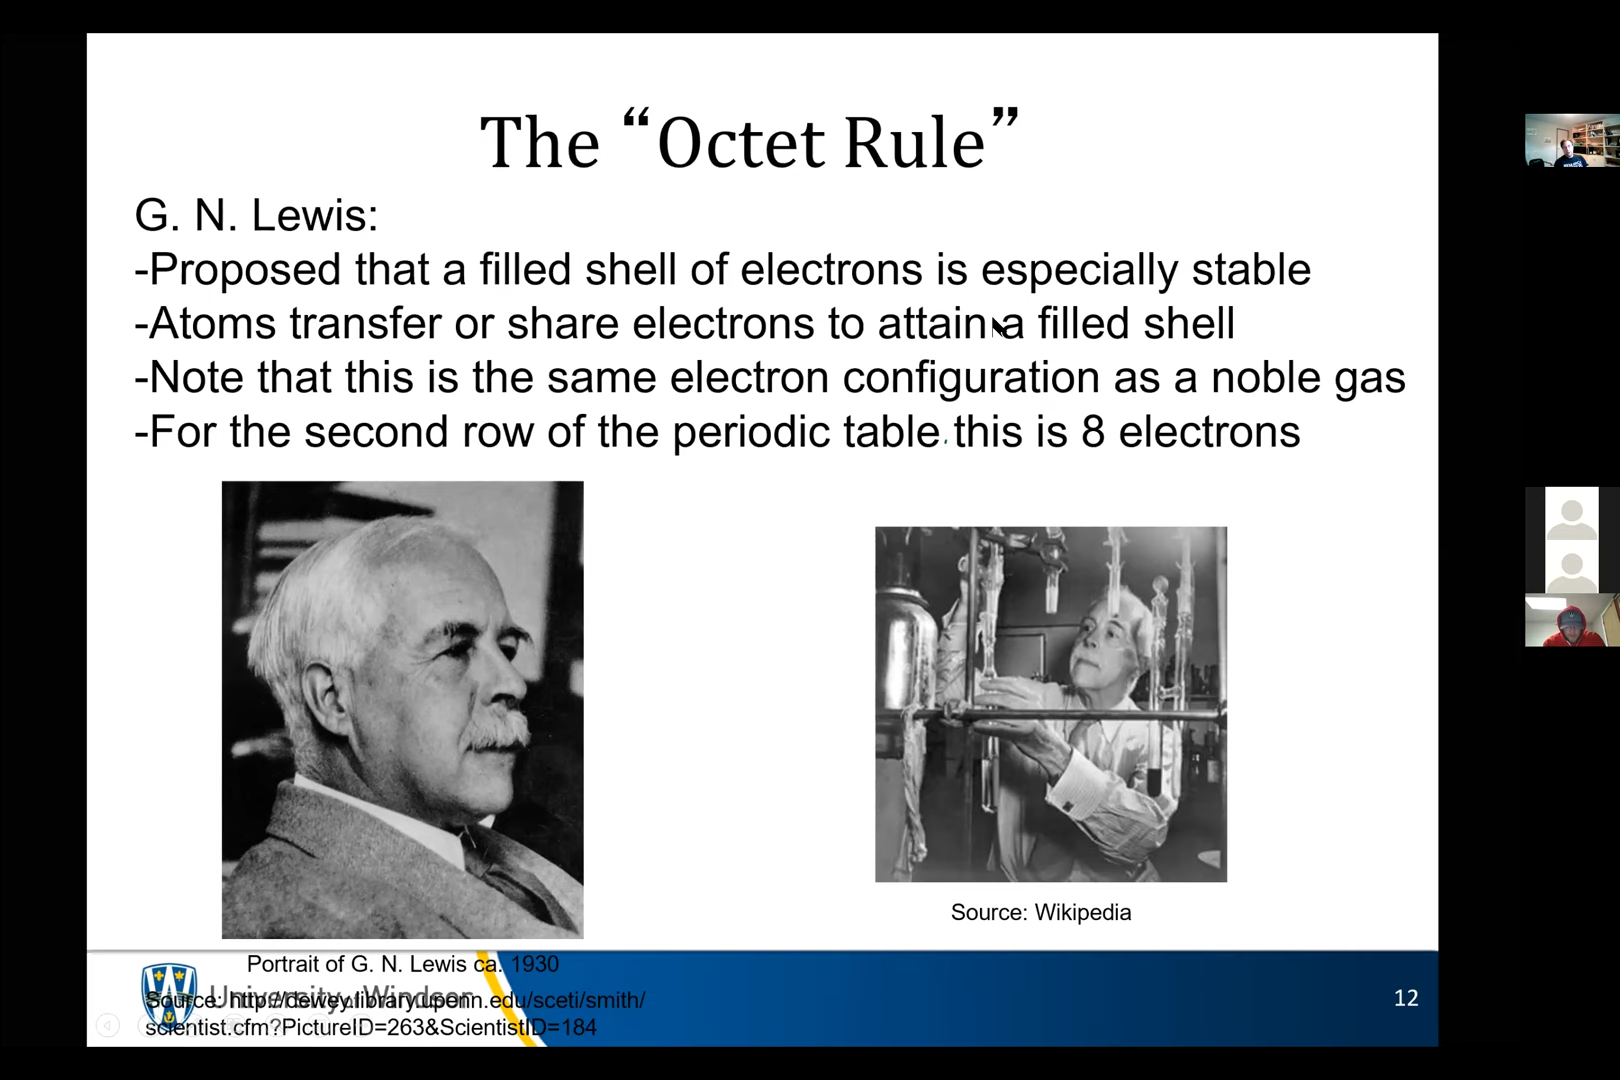 The “Octet Rule”
G. N. Lewis:
-Proposed that a filled shell of electrons is especially stable
-Atoms transfer or share electrons to attain a filled shell
-Note that this is the same electron configuration as a noble gas
-For the second row of the periodic table this is 8 electrons
Source: Wikipedia
Portrait of G. N. Lewis ca. 1930
University of Windsor
Source: http://dewey.library.upenn.edu/sceti/smith/
scientist.cfm?PictureID=263&ScientistID=184
12